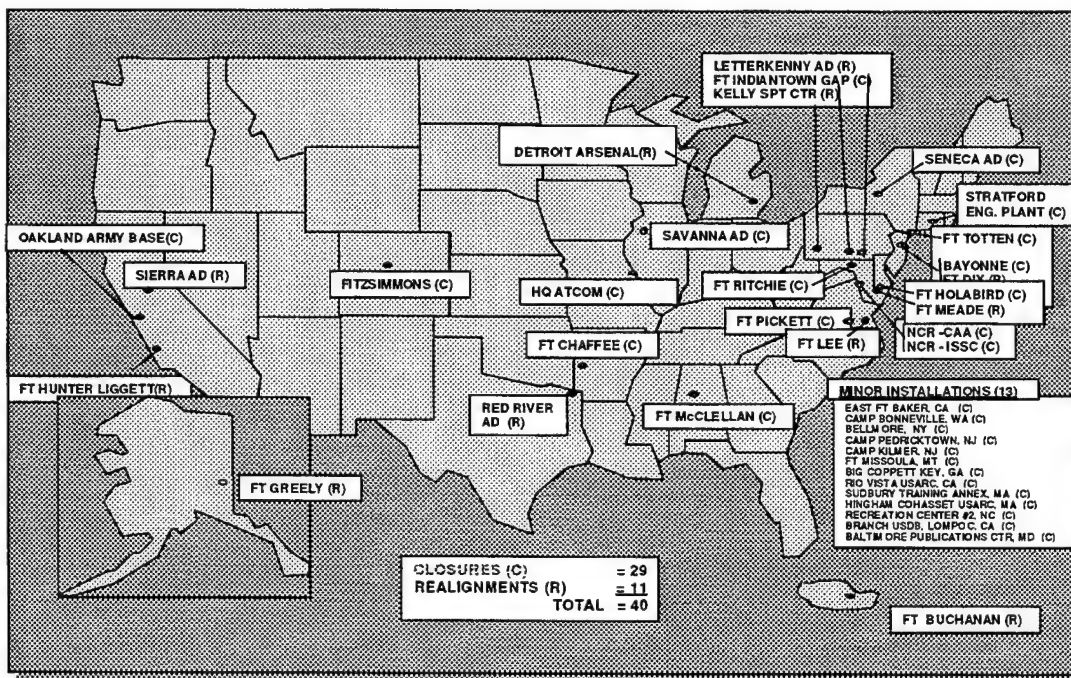 LETTERKENNY AD (R)
FT INDIANTOWN GAP (C)
KELLY SPT CTR (R)
DETROIT ARSENAL(R)
SENECA AD (C)
STRATFORD
ENG. PLANT (C)
OAKLAND ARMY BASE(C)
SAVANNA AD (C)
FT TOTTEN (C)
SIERRA AD (R)
BAYONNE (C)
FT DIX (R)
FITZSIMMONS (C)
HQ ATCOM (C)
FT RITCHIE (C)
FT HOLABIRD (C)
FT MEADE (R)
FT PICKETT (C)
NCR -CAA (C)
NCR -ISSC (C)
FT CHAFFEE (C)
FT LEE (R)
FT HUNTER LIGGETT(R)
MINOR INSTALLATIONS (13)
EAST FT BAKER, CA (C)
CAMP BONNEVILLE, WA (C)
BELLMORE, NY (C)
CAMP PEDRICKTOWN, NJ (C)
CAMP KILMER, NJ (C)
FT MISSOULA, MT (C)
BIG COPPETT KEY, GA (C)
RIO VISTA USARC, CA (C)
SUDBURY TRAINING ANNEX, MA (C)
HINGHAM COHASSET USARC, MA (C)
RECREATION CENTER #2, NC (C)
BRANCH USDB, LOMPOC, CA (C)
BALTMORE PUBLICATIONS CTR, MD (C)
RED RIVER
AD (R)
FT McCLELLAN (C)
FT GREELY (R)
CLOSURES (C) = 29
REALIGNMENTS (R) = 11
TOTAL = 40
FT BUCHANAN (R)